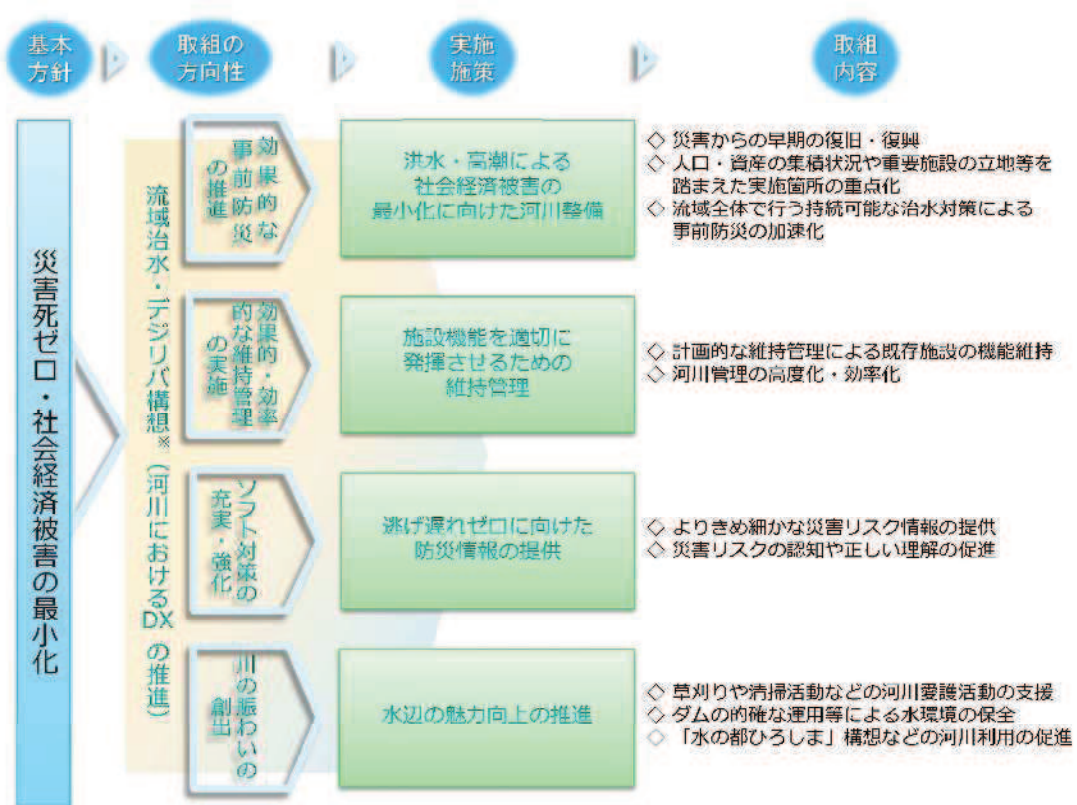 基本
方針
取組の
方向性
実施
施策
取組
内容
災害死ゼロ・社会経済被害の最小化
流域治水・デジリバ構想※（河川におけるDXの推進）
効果的な
事前防災
の推進
洪水・高潮による
社会経済被害の
最小化に向けた河川整備
◇ 災害からの早期の復旧・復興
◇ 人口・資産の集積状況や重要施設の立地等を
踏まえた実施箇所の重点化
◇ 流域全体で行う持続可能な治水対策による
事前防災の加速化
効果的・効率
的な維持管理
の実施
施設機能を適切に
発揮させるための
維持管理
◇ 計画的な維持管理による既存施設の機能維持
◇ 河川管理の高度化・効率化
ソフト対策の
充実・強化
逃げ遅れゼロに向けた
防災情報の提供
◇ よりきめ細かな災害リスク情報の提供
◇ 災害リスクの認知や正しい理解の促進
川の賑わいの
創出
水辺の魅力向上の推進
◇ 草刈りや清掃活動などの河川愛護活動の支援
◇ ダムの的確な運用等による水環境の保全
◇ 「水の都ひろしま」構想などの河川利用の促進